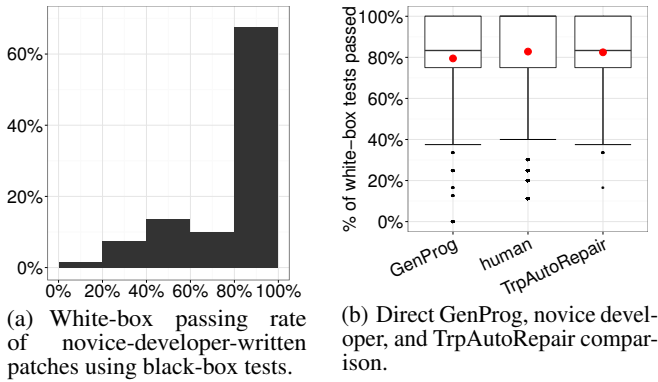 60%
40%
20%
0%
0% 20% 40% 60% 80% 100%
(a) White-box passing rate
of novice-developer-written
patches using black-box tests.
% of white−box tests passed
100%
80%
60%
40%
20%
0%
GenProg
human
TrpAutoRepair
(b) Direct GenProg, novice devel-
oper, and TrpAutoRepair compar-
ison.